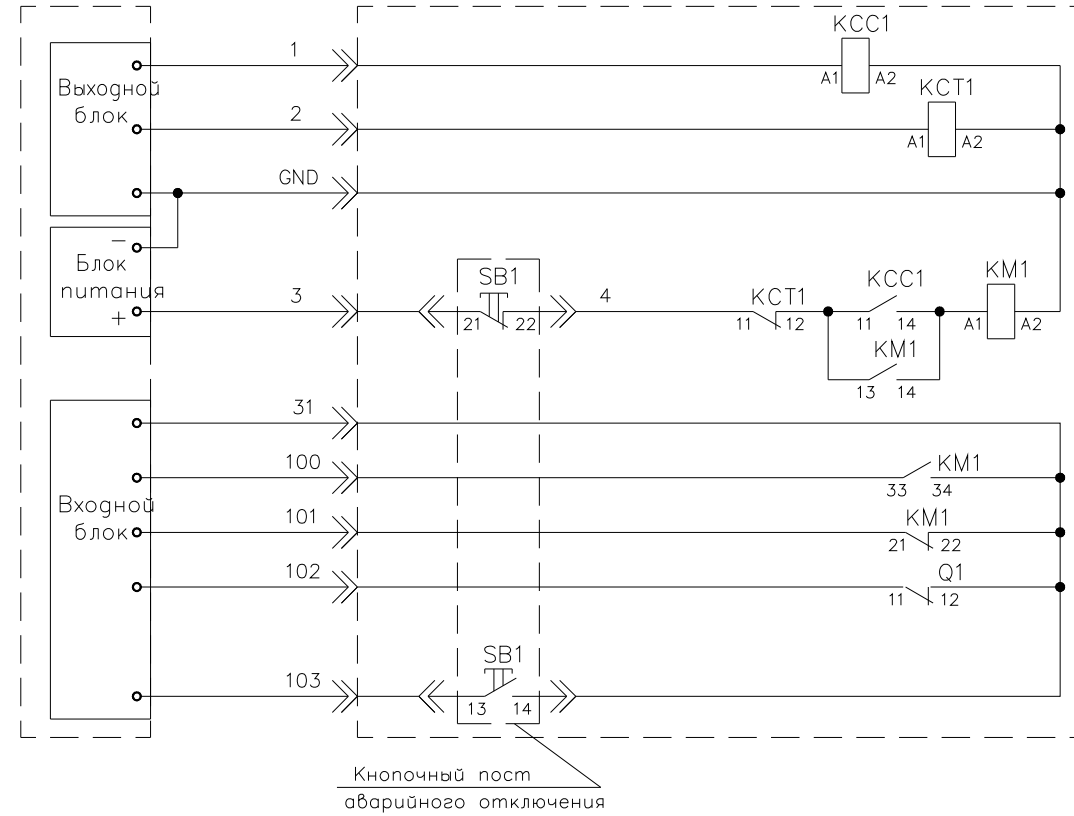 KCC1
1
A1 A2
Выходной
блок
KCT1
2
A1 A2
GND
−
Блок
питания
+
3
SB1
21 22
4
KCT1
11 12
KCC1
11 14
KM1
A1 A2
KM1
13 14
31
100
KM1
33 34
Входной
блок
101
KM1
21 22
102
Q1
11 12
103
SB1
13 14
Кнопочный пост
аварийного отключения